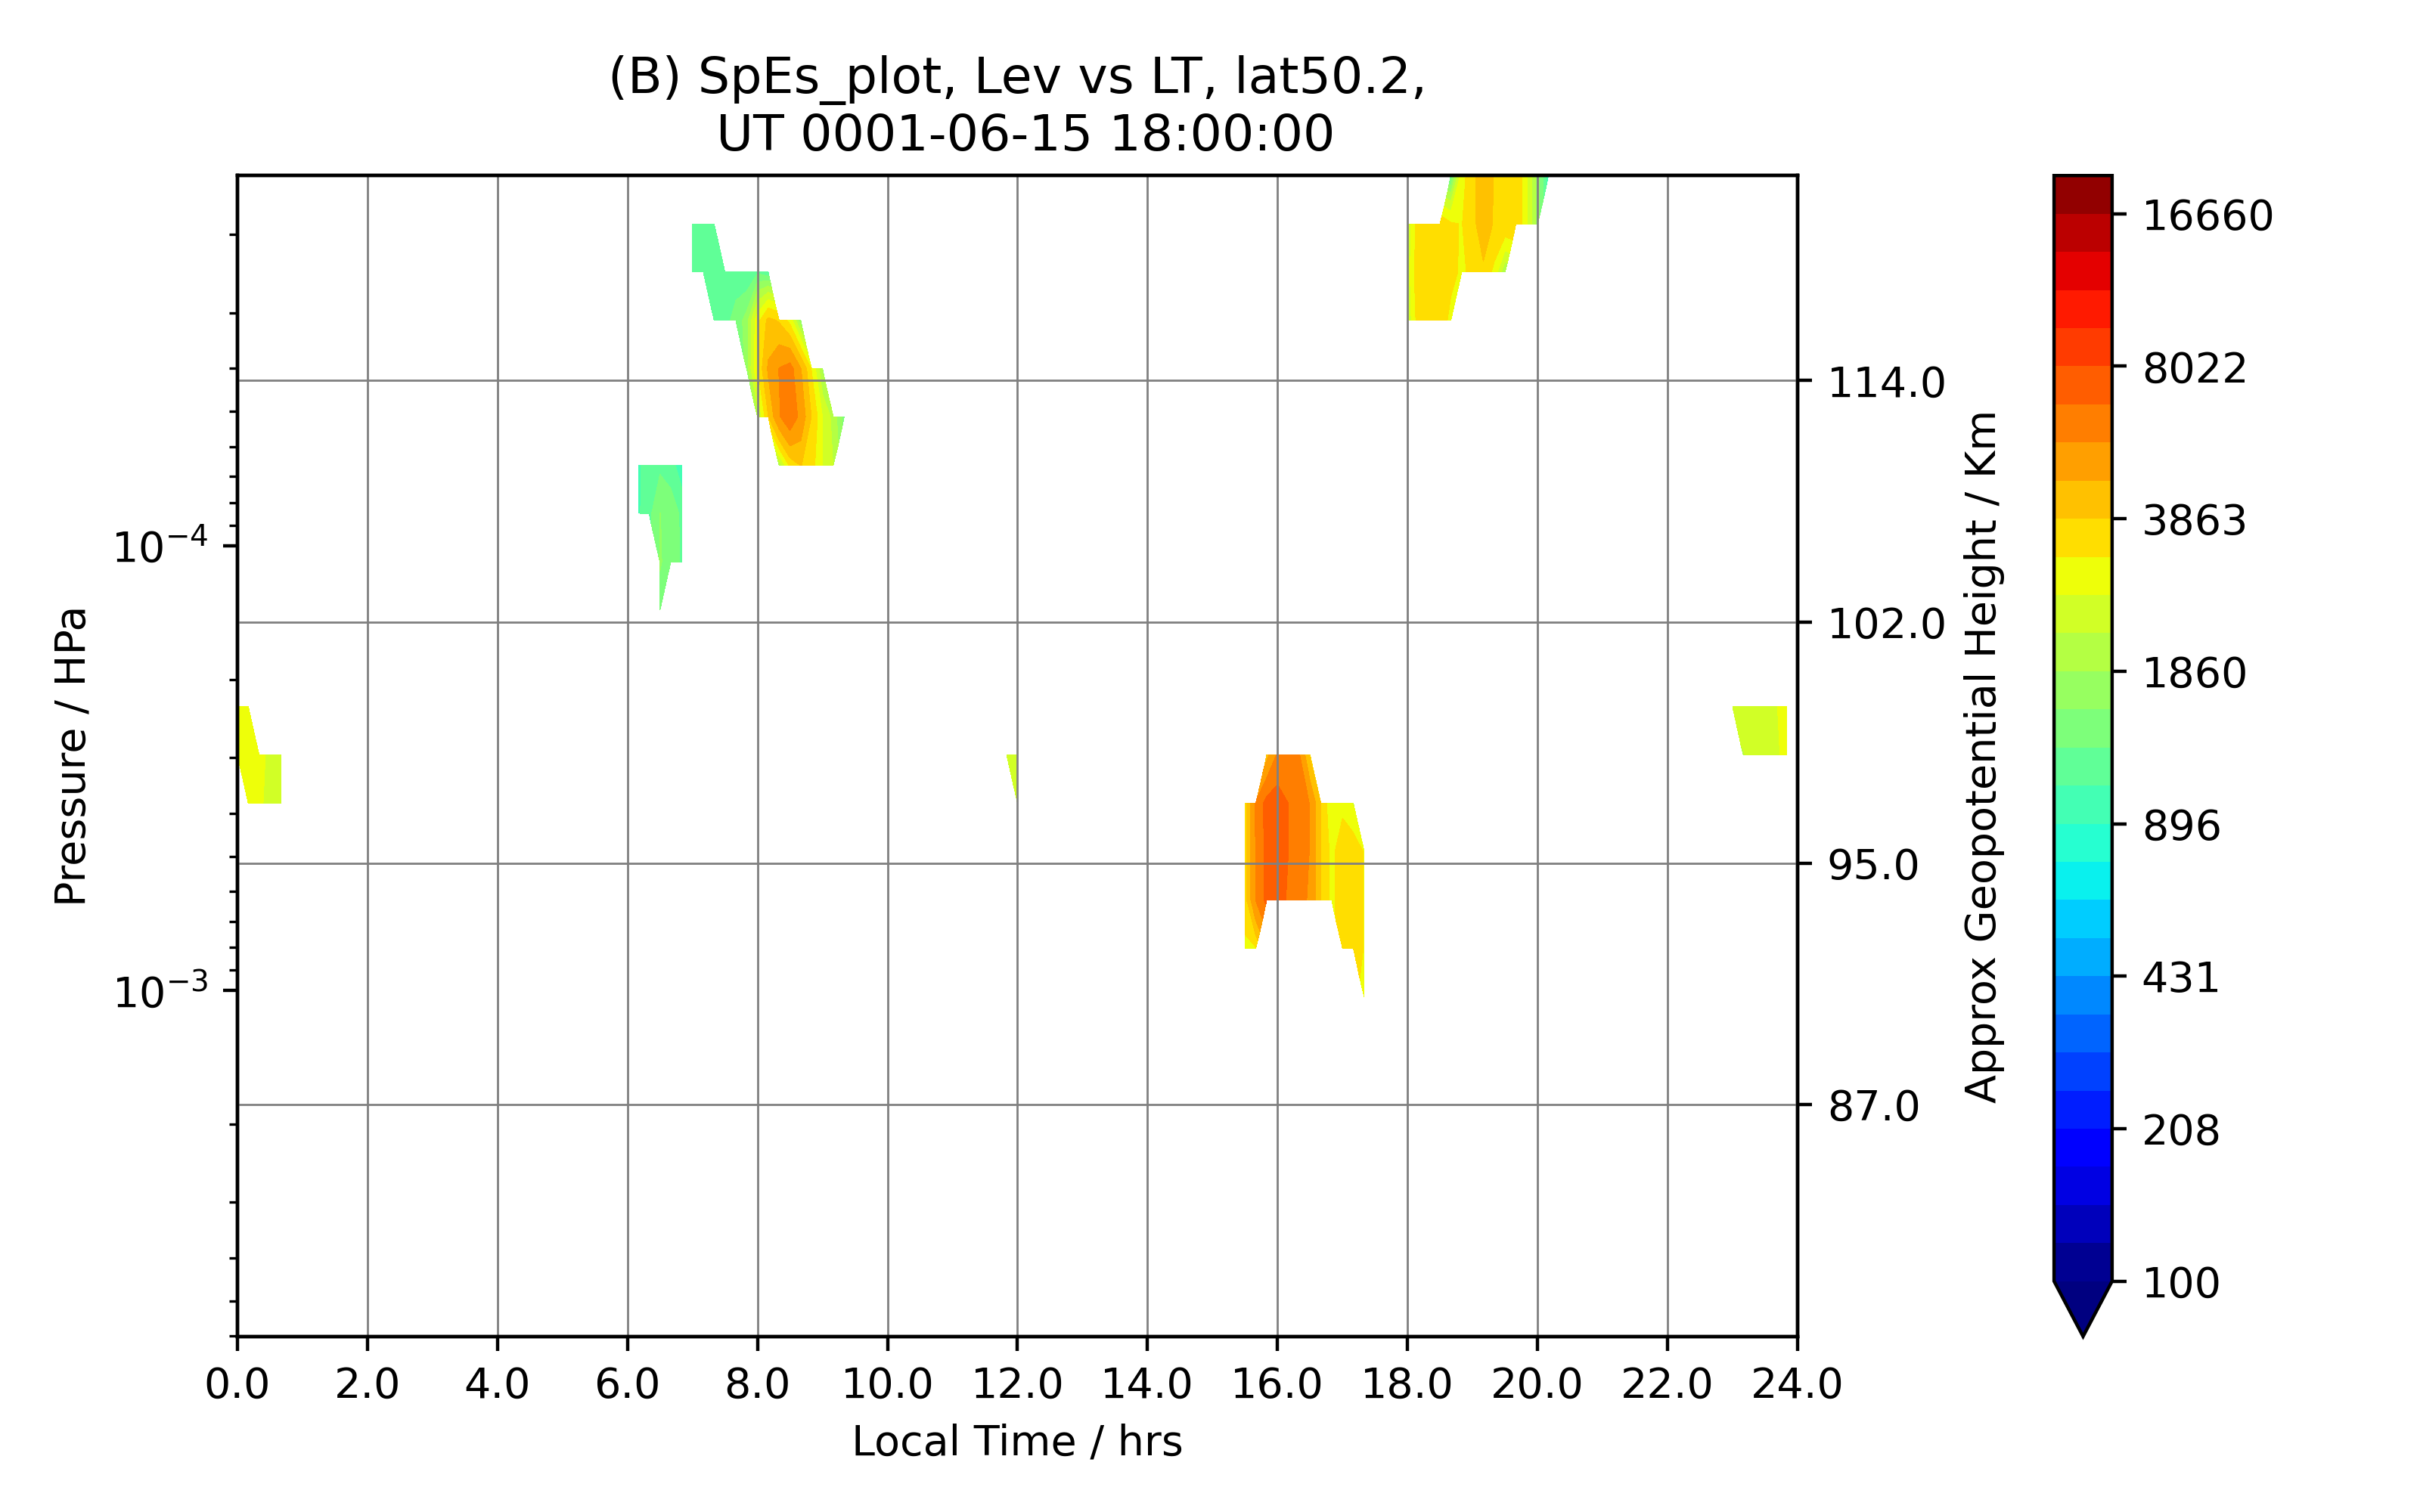 (B) SpEs_plot, Lev vs LT, lat50.2,
UT 0001-06-15 18:00:00
Pressure / HPa
10⁻⁴
10⁻³
0.0 2.0 4.0 6.0 8.0 10.0 12.0 14.0 16.0 18.0 20.0 22.0 24.0
Local Time / hrs
114.0
102.0
95.0
87.0
Approx Geopotential Height / Km
16660
8022
3863
1860
896
431
208
100